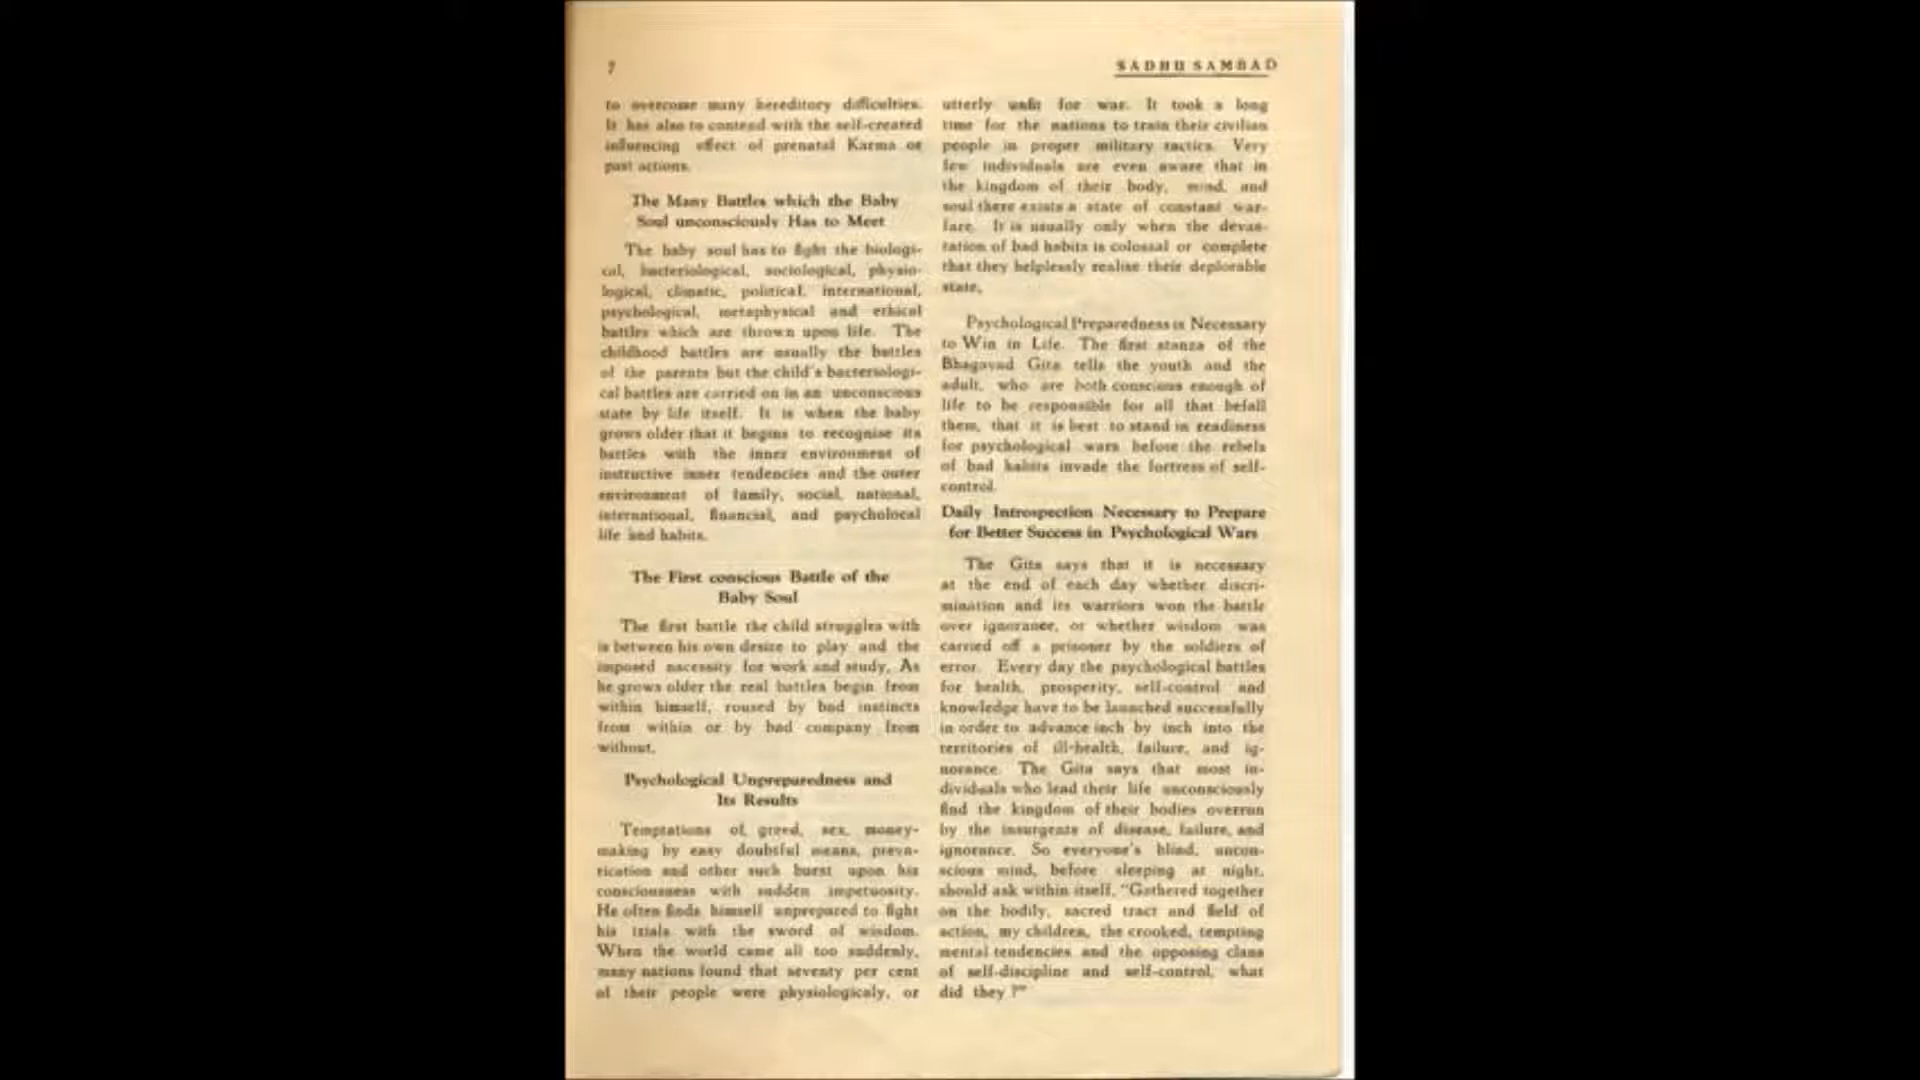 7
SADHU SAMBAD
to overcome many hereditory difficulties.
It has also to contend with the self-created
influencing effect of prenatal Karma or
past actions.
The Many Battles which the Baby
Soul unconsciously Has to Meet
The baby soul has to fight the biologi-
cal, bacteriological, sociological, physio-
logical, climatic, political, international,
psychological, metaphysical and ethical
battles which are thrown upon life. The
childhood battles are usually the battles
of the parents but the child's bacteriologi-
cal battles are carried on in an unconscious
state by life itself. It is when the baby
grows older that it begins to recognise its
battles with the inner environment of
instructive inner tendencies and the outer
environment of family, social, national,
international, financial, and psycholocal
life and habits.
The First conscious Battle of the
Baby Soul
The first battle the child struggles with
is between his own desire to play and the
imposed necessity for work and study. As
he grows older the real battles begin from
within himself, roused by bad instincts
from within or by bad company from
without.
Psychological Unpreparedness and
Its Results
Temptations of, greed, sex, money-
making by easy doubtful means, preva-
rication and other such burst upon his
consciousness with sudden impetuosity.
He often finds himself unprepared to fight
his trials with the sword of wisdom.
When the world came all too suddenly,
many nations found that seventy per cent
of their people were physiologicaly, or
utterly unfit for war. It took a long
time for the nations to train their civilian
people in proper military tactics. Very
few individuals are even aware that in
the kingdom of their body, mind, and
soul there exists a state of constant war-
fare. It is usually only when the devas-
tation of bad habits is colossal or complete
that they helplessly realise their deplorable
state.
Psychological Preparedness is Necessary
to Win in Life. The first stanza of the
Bhagavad Gita tells the youth and the
adult, who are both conscious enough of
life to be responsible for all that befall
them, that it is best to stand in readiness
for psychological wars before the rebels
of bad habits invade the fortress of self-
control.
Daily Introspection Necessary to Prepare
for Better Success in Psychological Wars
The Gita says that it is necessary
at the end of each day whether discri-
mination and its warriors won the battle
over ignorance, or whether wisdom was
carried off a prisoner by the soldiers of
error. Every day the psychological battles
for health, prosperity, self-control and
knowledge have to be launched successfully
in order to advance inch by inch into the
territories of ill-health, failure, and ig-
norance. The Gita says that most in-
dividuals who lead their life unconsciously
find the kingdom of their bodies overrun
by the insurgents of disease, failure, and
ignorance. So everyone's blind, uncon-
scious mind, before sleeping at night,
should ask within itself, "Gathered together
on the bodily, sacred tract and field of
action, my children, the crooked, tempting
mental tendencies and the opposing clans
of self-discipline and self-control, what
did they ?"